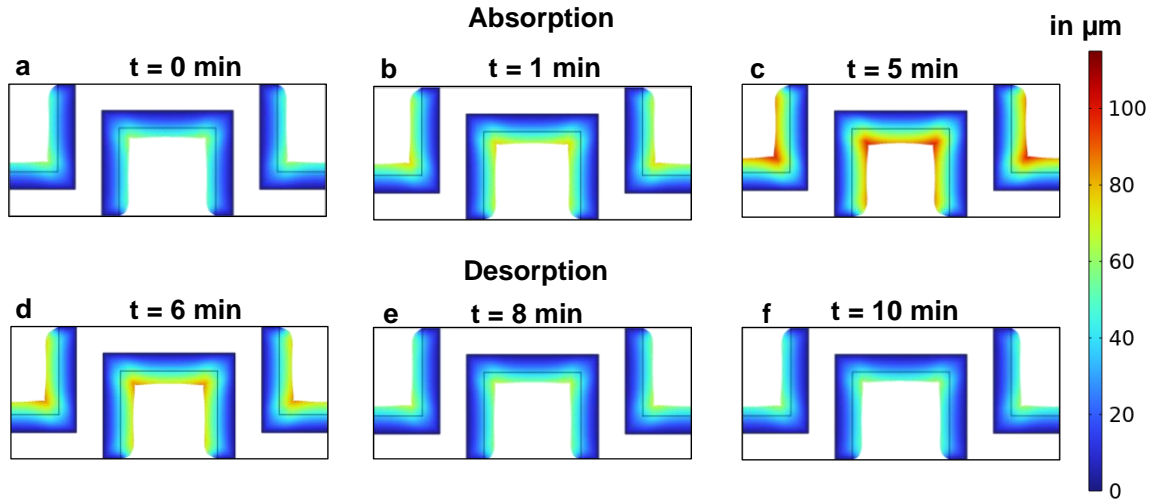 Absorption
in µm
a t = 0 min b t = 1 min c t = 5 min
100
80
60
Desorption
d t = 6 min e t = 8 min f t = 10 min
40
20
0